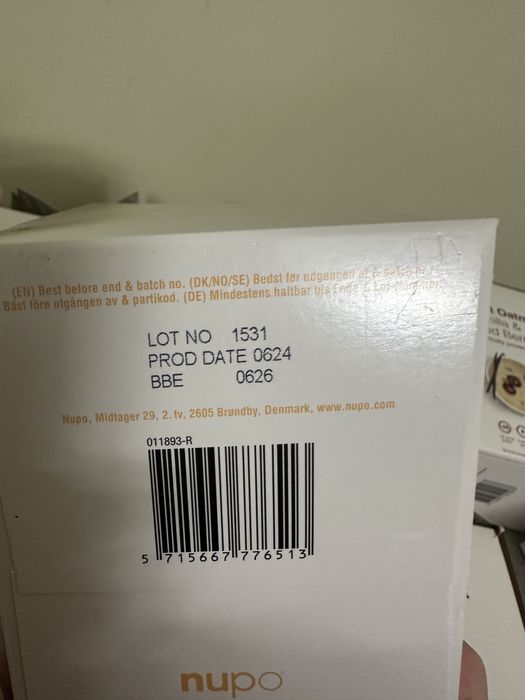 (EN) Best before end & batch no. (DK/NO/SE) Bedst før udgangen af & batch nr./
Bäst före utgången av & partikod. (DE) Mindestens haltbar bis Ende & Lot-Nummer:
LOT NO 1531
PROD DATE 0624
BBE 0626
Nupo, Midtager 29, 2. tv, 2605 Brøndby, Denmark, www.nupo.com
011893-R
5 715667 776513
nupo